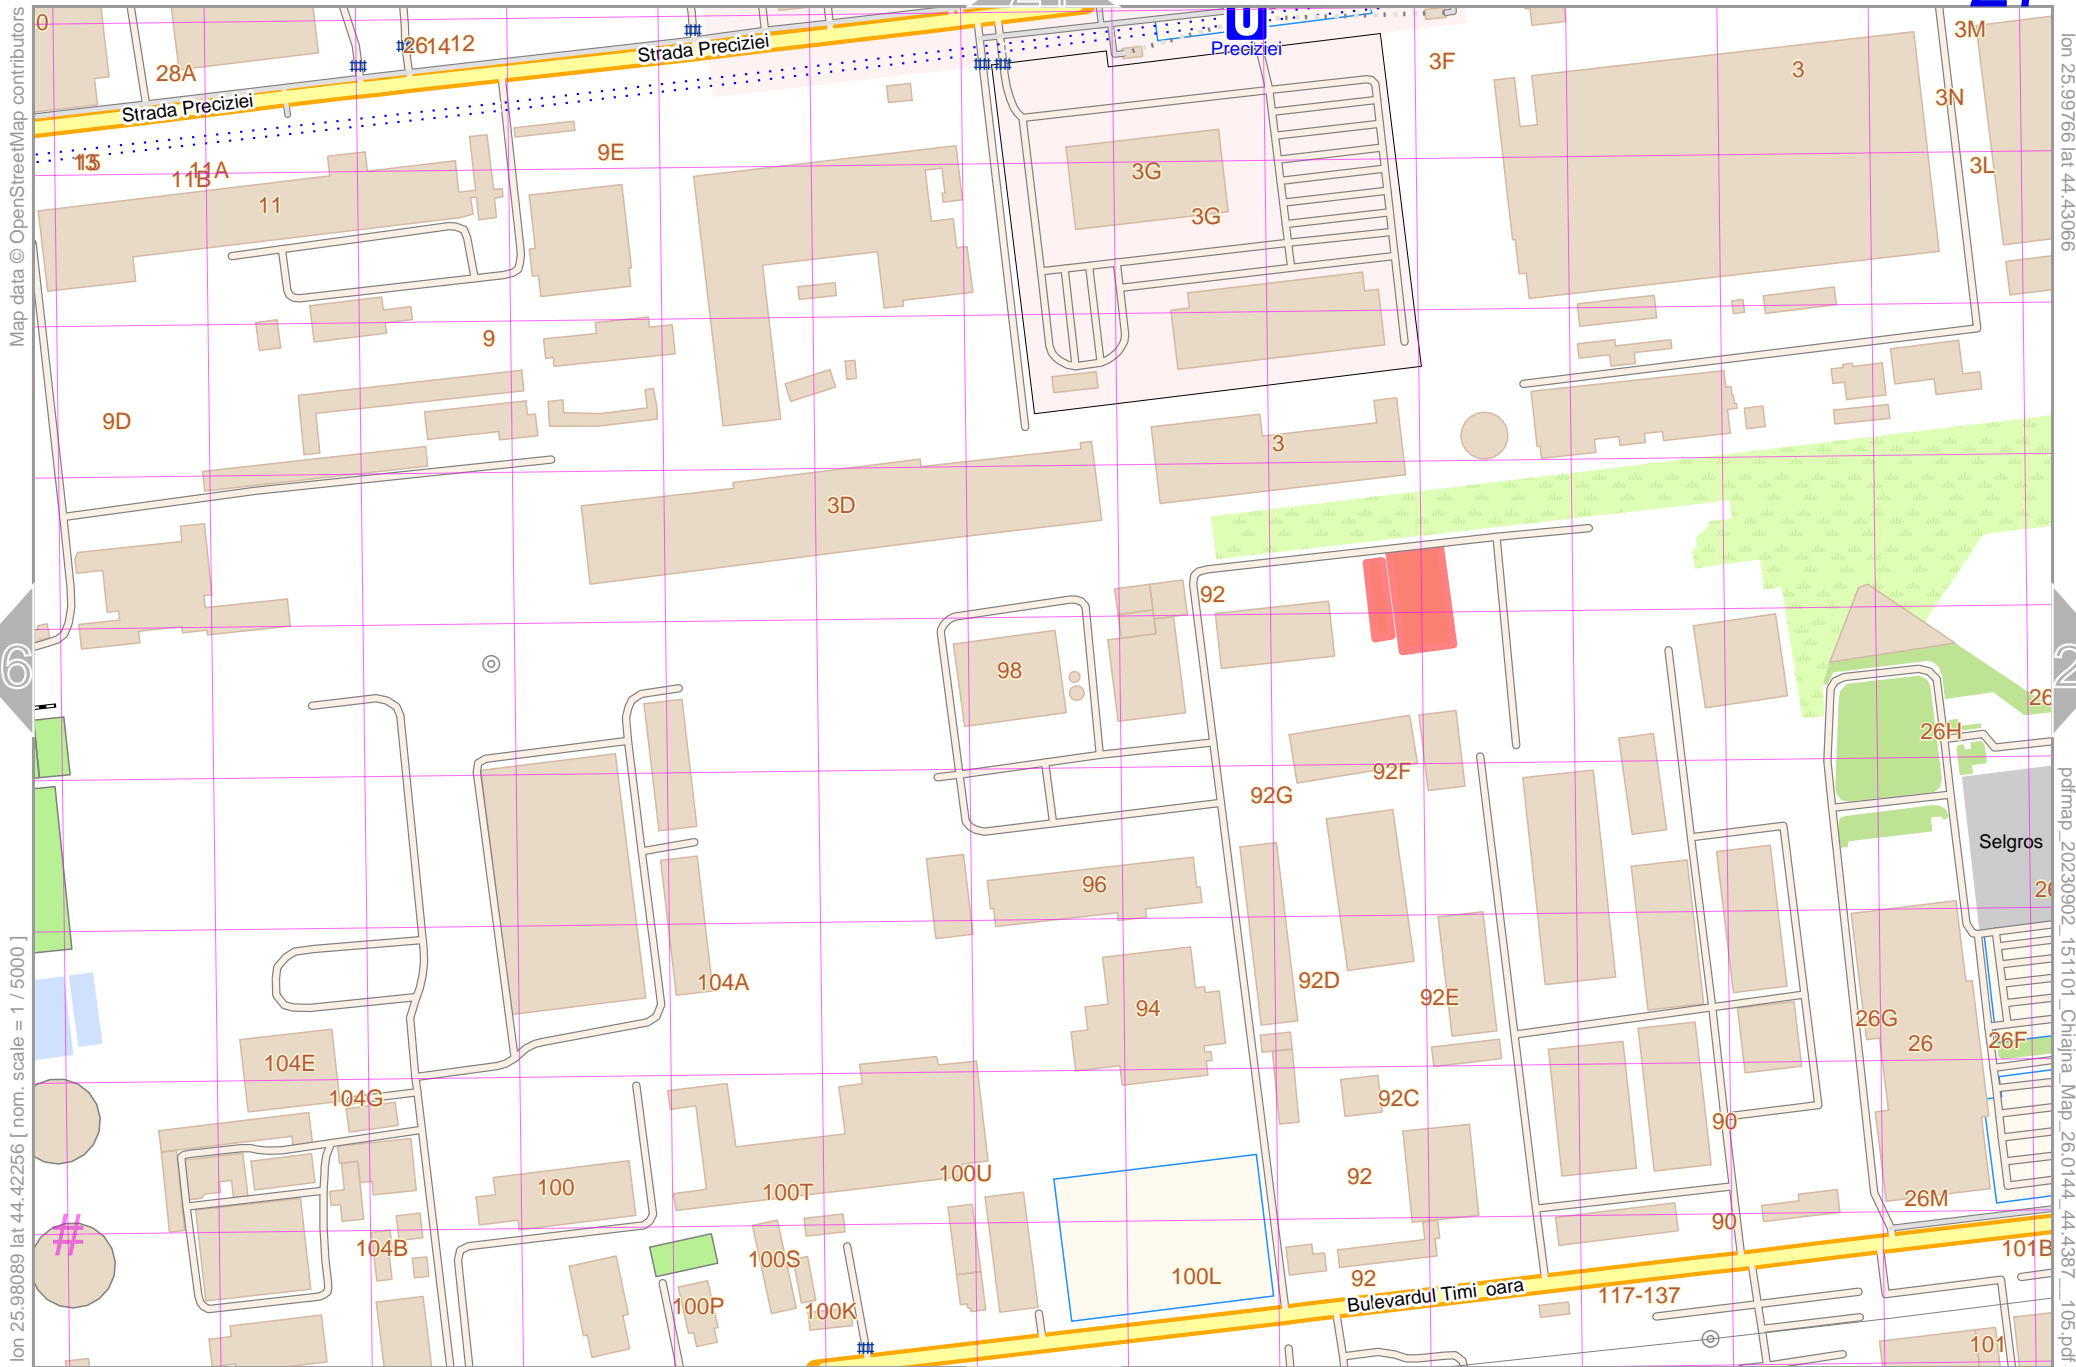 Map data © OpenStreetMap contributors
lon 25.98089 lat 44.42256 [ nom. scale = 1 / 5000 ]
lon 25.99766 lat 44.43066
pdfmap_20230902_151101_Chiajna_Map_26.0144_44.4387__105.pdf
6
2
0
28A
261412
Strada Preciziei
Strada Preciziei
U
Preciziei
3F
3
3M
3N
3L
11B
11A
11
9E
3G
3G
9
9D
3
3D
92
98
92F
92G
26H
26
Selgros
26
96
104A
94
92D
92E
26G
26
26F
104E
104G
92C
90
100
100T
100U
92
26M
90
104B
100S
100L
92
101B
100P
100K
Bulevardul Timi oara
117-137
101
#